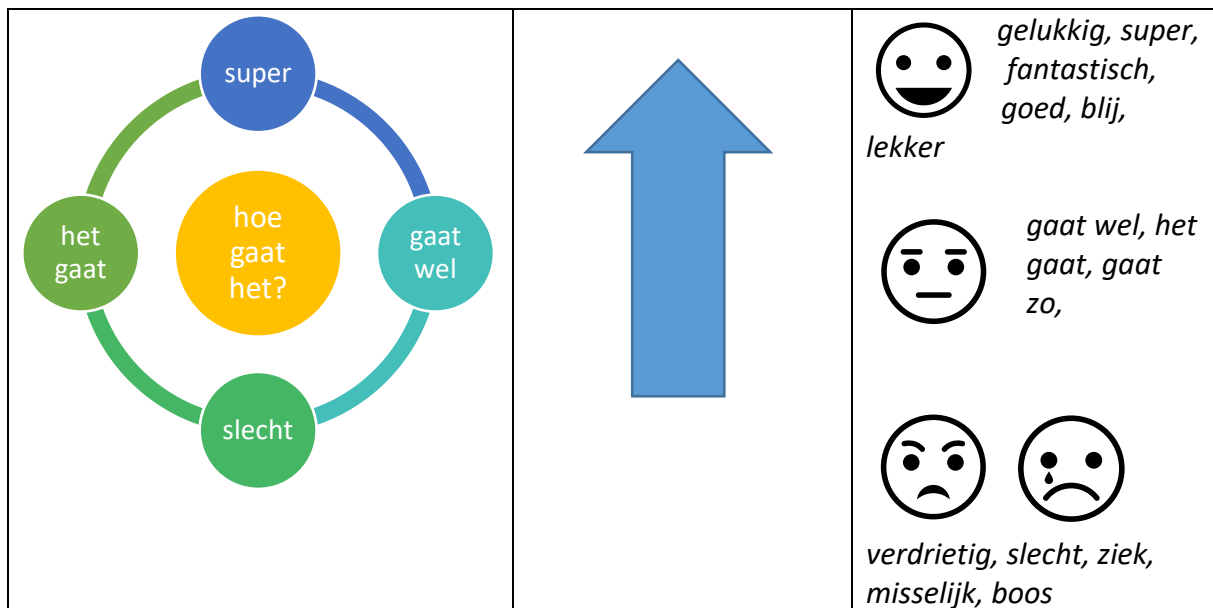 super
het
gaat
hoe
gaat
het?
gaat
wel
slecht
gelukkig, super,
fantastisch,
goed, blij,
lekker
gaat wel, het
gaat, gaat
zo,
verdrietig, slecht, ziek,
misselijk, boos